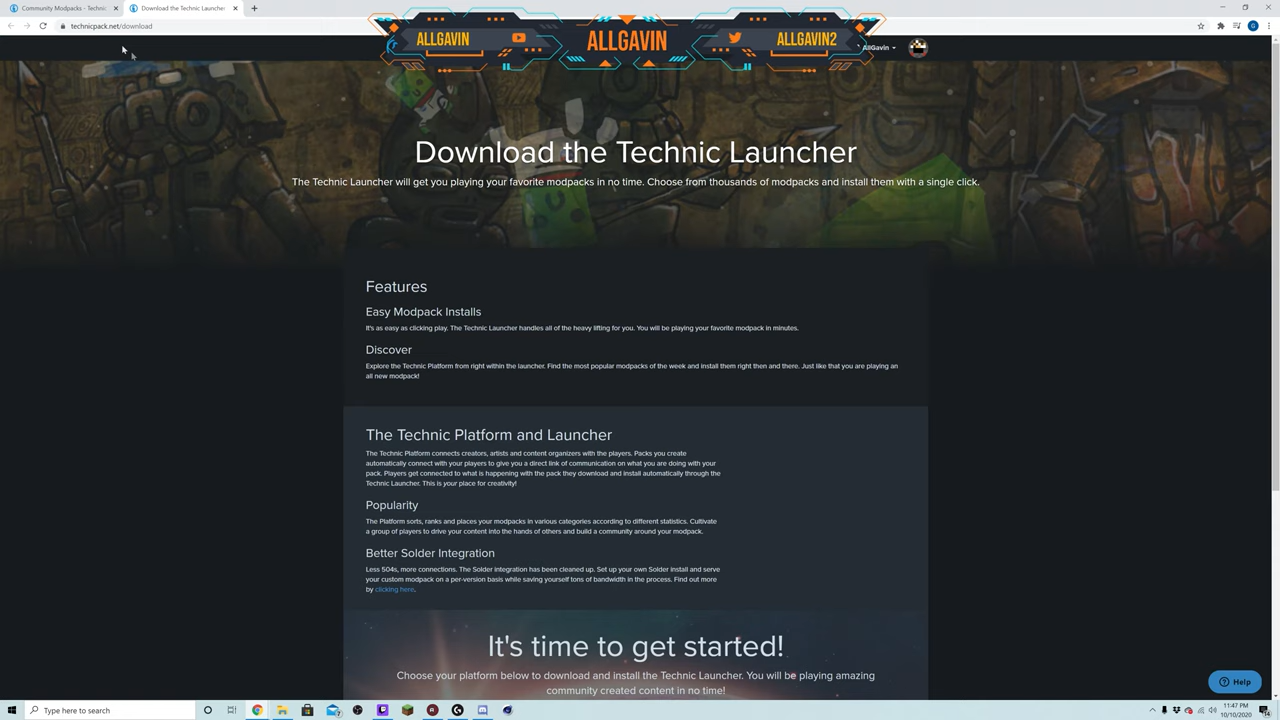 Community Modpacks - Technic
Download the Technic Launcher
technicpack.net/download
ALLGAVIN
ALLGAVIN
ALLGAVIN2
AllGavin
G
Download the Technic Launcher
The Technic Launcher will get you playing your favorite modpacks in no time. Choose from thousands of modpacks and install them with a single click.
Features
Easy Modpack Installs
It's as easy as clicking play. The Technic Launcher handles all of the heavy lifting for you. You will be playing your favorite modpack in minutes.
Discover
Explore the Technic Platform from right within the launcher. Find the most popular modpacks of the week and install them right then and there. Just like that you are playing an
all new modpack!
The Technic Platform and Launcher
The Technic Platform connects creators, artists and content organizers with the players. Packs you create
automatically connect with your players to give you a direct link of communication on what you are doing with your
pack. Players get connected to what is happening with the pack they download and install automatically through the
Technic Launcher. This is your place for creativity!
Popularity
The Platform sorts, ranks and places your modpacks in various categories according to different statistics. Cultivate
a group of players to drive your content into the hands of others and build a community around your modpack.
Better Solder Integration
Less 504s, more connections. The Solder integration has been cleaned up. Set up your own Solder install and serve
your custom modpack on a per-version basis while saving yourself tons of bandwidth in the process. Find out more
by clicking here.
It's time to get started!
Choose your platform below to download and install the Technic Launcher. You will be playing amazing
community created content in no time!
Help
Type here to search
11:47 PM
10/10/2020